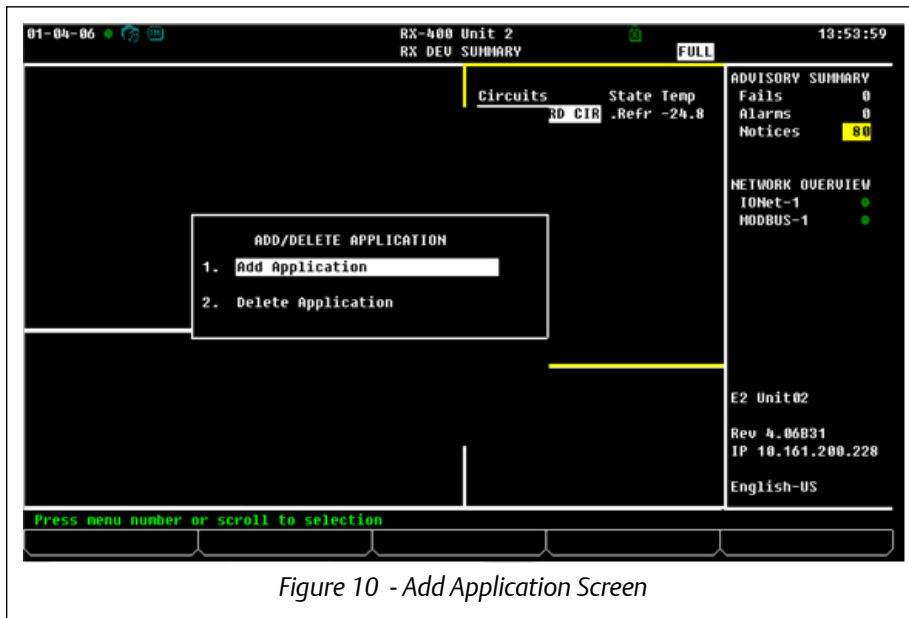 01-04-06 RX-400 Unit 2 13:53:59
RX DEV SUMMARY FULL
Circuits State Temp
RD CIR .Refr -24.8
ADVISORY SUMMARY
Fails 0
Alarms 0
Notices 80
NETWORK OVERVIEW
IONet-1
MODBUS-1
ADD/DELETE APPLICATION
1. Add Application
2. Delete Application
E2 Unit02
Rev 4.06B31
IP 10.161.200.228
English-US
Press menu number or scroll to selection
Figure 10 - Add Application Screen